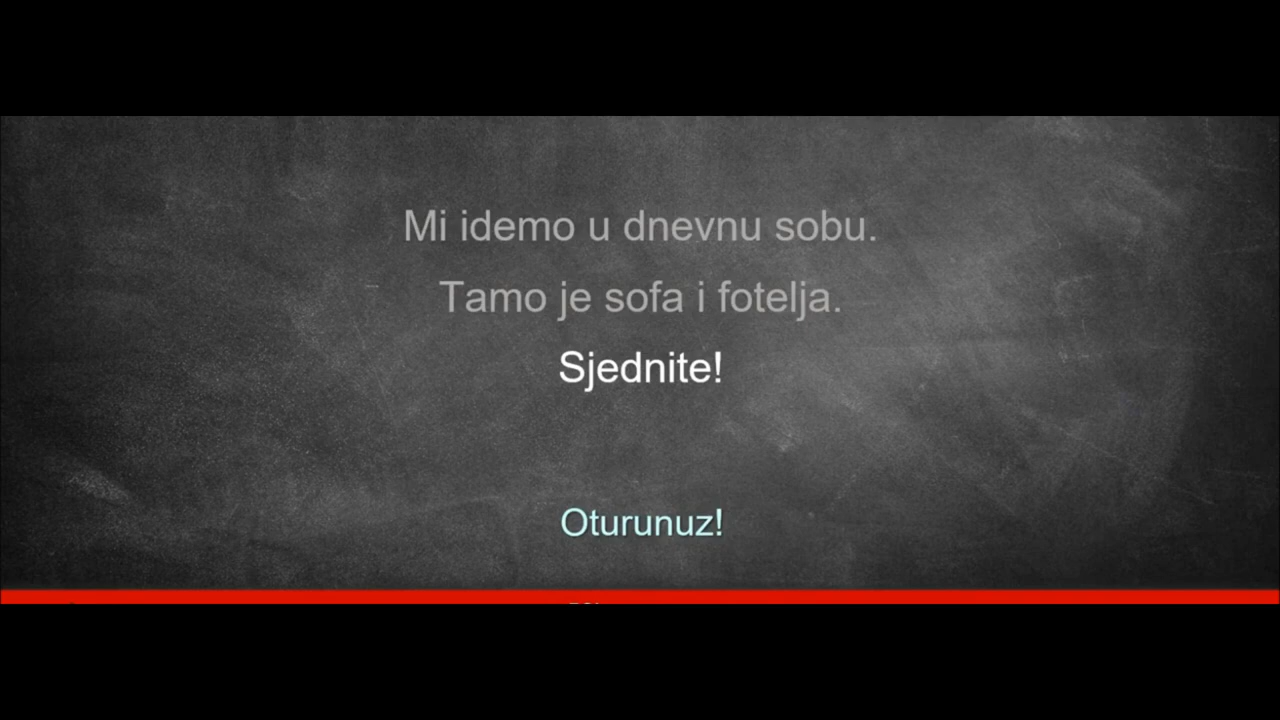 Mi idemo u dnevnu sobu.
Tamo je sofa i fotelja.
Sjednite!
Oturunuz!